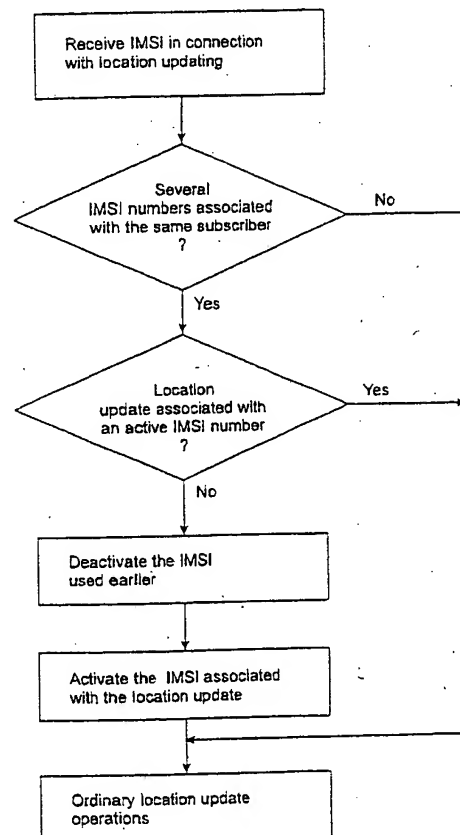 Receive IMSI in connection
with location updating
Several
IMSI numbers associated
with the same subscriber
?
No
Yes
Location
update associated with
an active IMSI number
?
Yes
No
Deactivate the IMSI
used earlier
Activate the IMSI associated
with the location update
Ordinary location update
operations